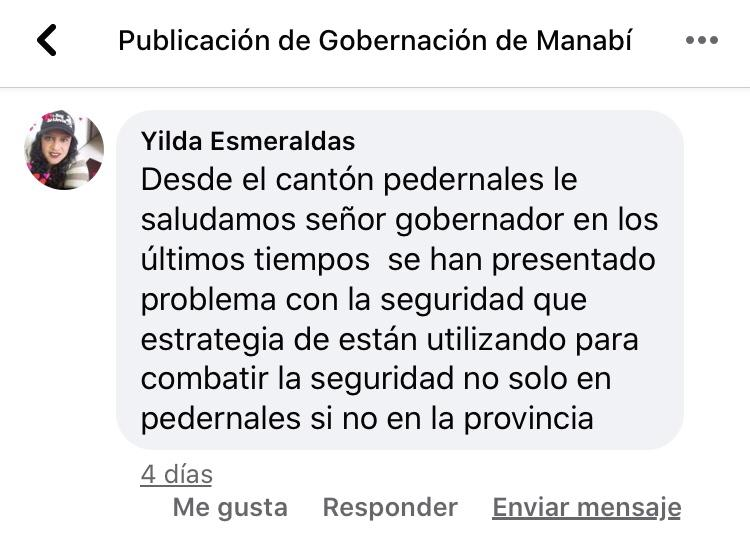 Publicación de Gobernación de Manabí
Yilda Esmeraldas
Desde el cantón pedernales le
saludamos señor gobernador en los
últimos tiempos  se han presentado
problema con la seguridad que
estrategia de están utilizando para
combatir la seguridad no solo en
pedernales si no en la provincia
4 días
Me gusta Responder Enviar mensaje